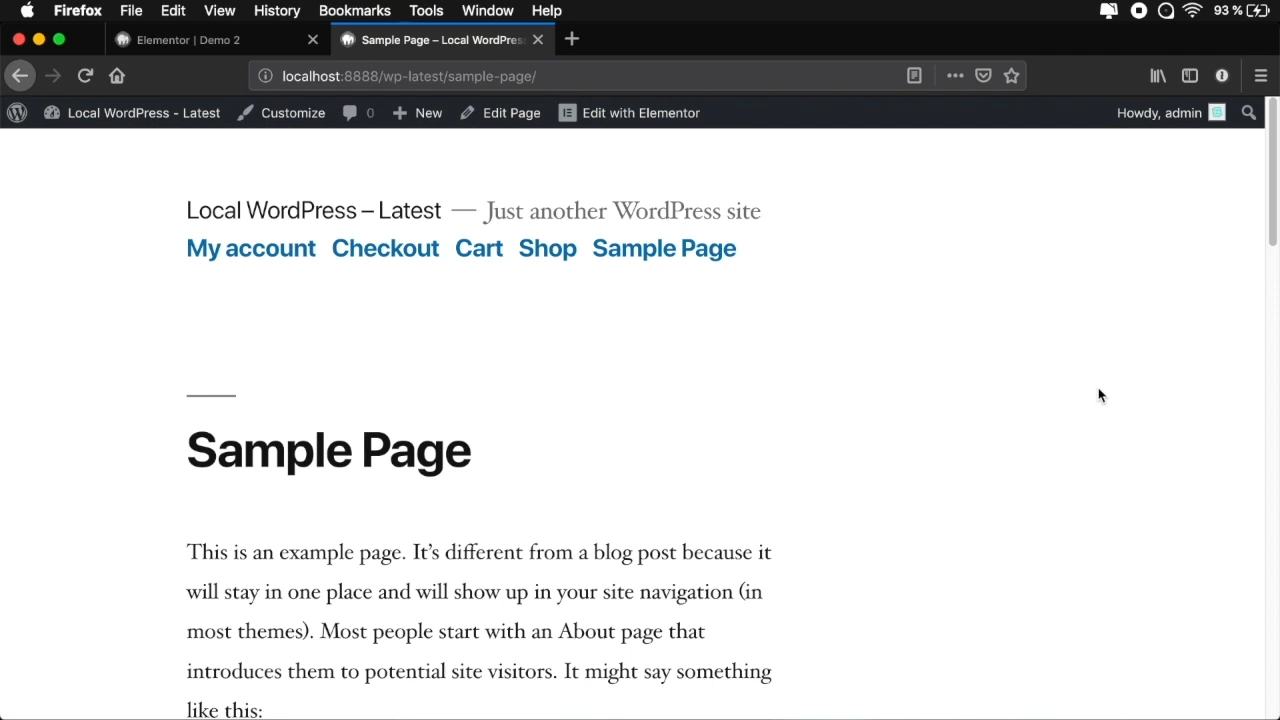 Firefox File Edit View History Bookmarks Tools Window Help 93 %
Elementor | Demo 2 Sample Page – Local WordPres
localhost:8888/wp-latest/sample-page/
Local WordPress - Latest Customize 0 New Edit Page Edit with Elementor Howdy, admin
Local WordPress – Latest — Just another WordPress site
My account Checkout Cart Shop Sample Page
Sample Page
This is an example page. It’s different from a blog post because it
will stay in one place and will show up in your site navigation (in
most themes). Most people start with an About page that
introduces them to potential site visitors. It might say something
like this: